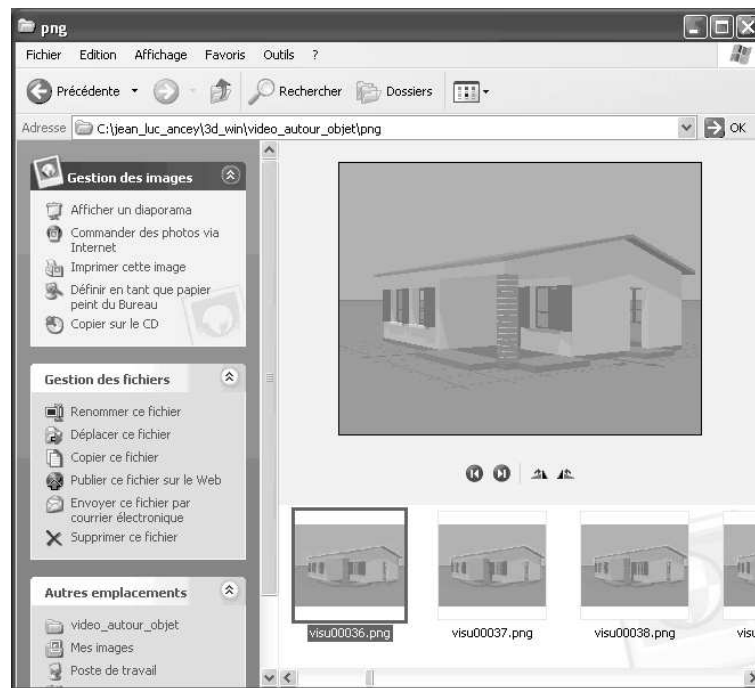 png
Fichier Edition Affichage Favoris Outils ?
Précédente Rechercher Dossiers
Adresse C:\jean_luc_ancey\3d_win\video_autour_objet\png OK
Gestion des images
Afficher un diaporama
Commander des photos via
Internet
Imprimer cette image
Définir en tant que papier
peint du Bureau
Copier sur le CD
Gestion des fichiers
Renommer ce fichier
Déplacer ce fichier
Copier ce fichier
Publier ce fichier sur le Web
Envoyer ce fichier par
courrier électronique
Supprimer ce fichier
Autres emplacements
video_autour_objet
Mes images
Poste de travail
visu00036.png visu00037.png visu00038.png visu